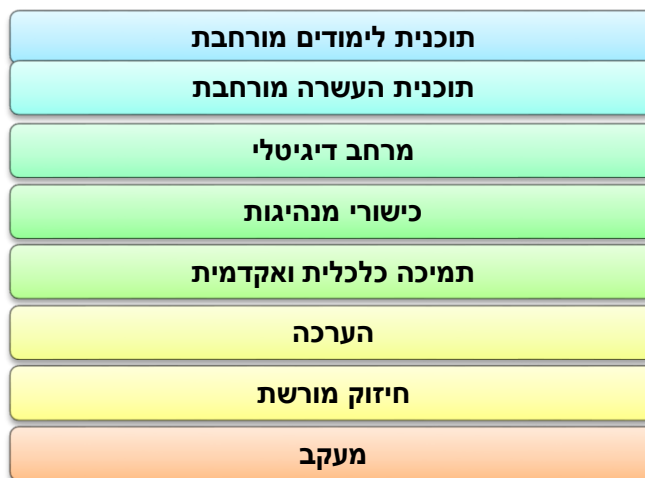 תוכנית לימודים מורחבת
תוכנית העשרה מורחבת
מרחב דיגיטלי
כישורי מנהיגות
תמיכה כלכלית ואקדמית
הערכה
חיזוק מורשת
מעקב